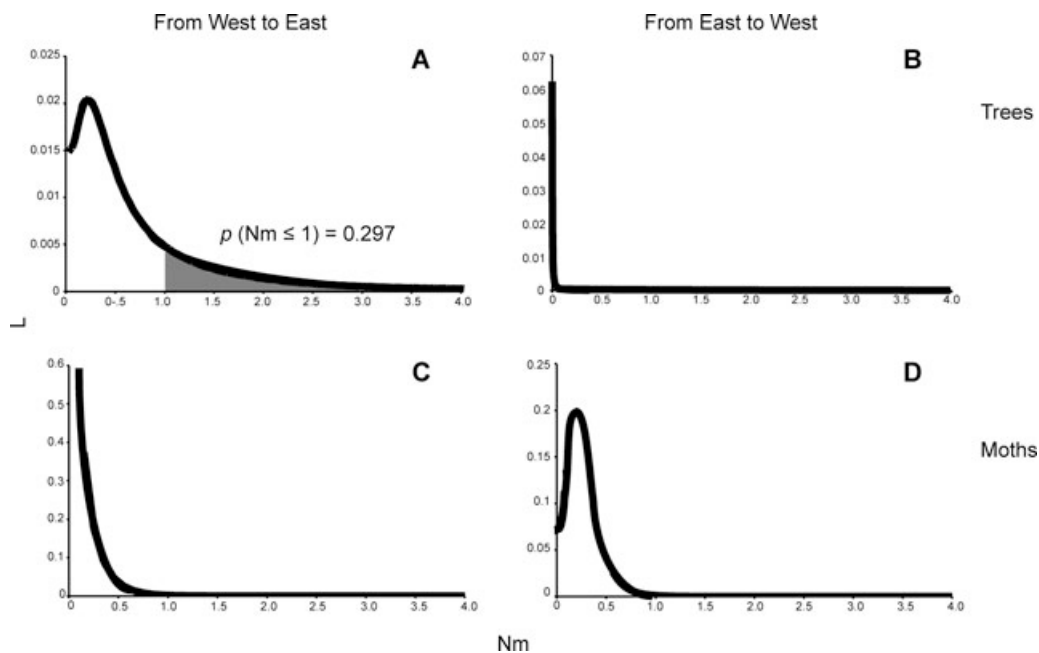 From West to East
From East to West
A
0.025
0.02
0.015
0.01
0.005
0
p (Nm ≤ 1) = 0.297
0 0.5 1.0 1.5 2.0 2.5 3.0 3.5 4.0
B
0.07
0.06
0.05
0.04
0.03
0.02
0.01
0
0.5 1.0 1.5 2.0 2.5 3.0 3.5 4.0
Trees
L
C
0.6
0.5
0.4
0.3
0.2
0.1
0
0 0.5 1.0 1.5 2.0 2.5 3.0 3.5 4.0
D
0.25
0.2
0.15
0.1
0.05
0
0 0.5 1.0 1.5 2.0 2.5 3.0 3.5 4.0
Moths
Nm